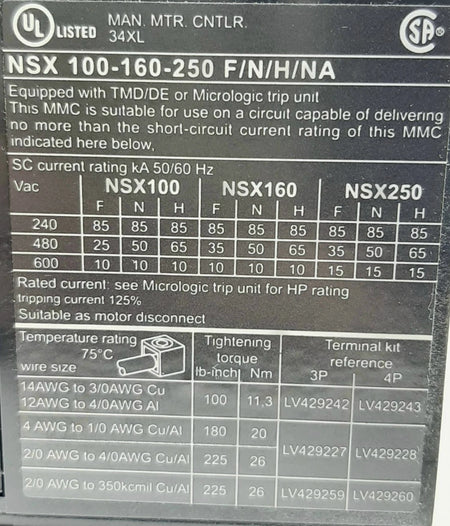 UL LISTED MAN. MTR. CNTLR.
34XL
CSA
NSX 100-160-250 F/N/H/NA
Equipped with TMD/DE or Micrologic trip unit
This MMC is suitable for use on a circuit capable of delivering
no more than the short-circuit current rating of this MMC
indicated here below.
SC current rating kA 50/60 Hz
Vac NSX100 NSX160 NSX250
F N H F N H F N H
240 85 85 85 85 85 85 85 85 85
480 25 50 65 35 50 65 35 50 65
600 10 10 10 10 10 10 15 15 15
Rated current: see Micrologic trip unit for HP rating
tripping current 125%
Suitable as motor disconnect
Temperature rating Tightening Terminal kit
75°C torque reference
wire size lb-inch Nm 3P 4P
14AWG to 3/0AWG Cu
12AWG to 4/0AWG Al 100 11,3 LV429242 LV429243
4 AWG to 1/0 AWG Cu/Al 180 20
LV429227 LV429228
2/0 AWG to 4/0AWG Cu/Al 225 26
2/0 AWG to 350kcmil Cu/Al 225 26 LV429259 LV429260